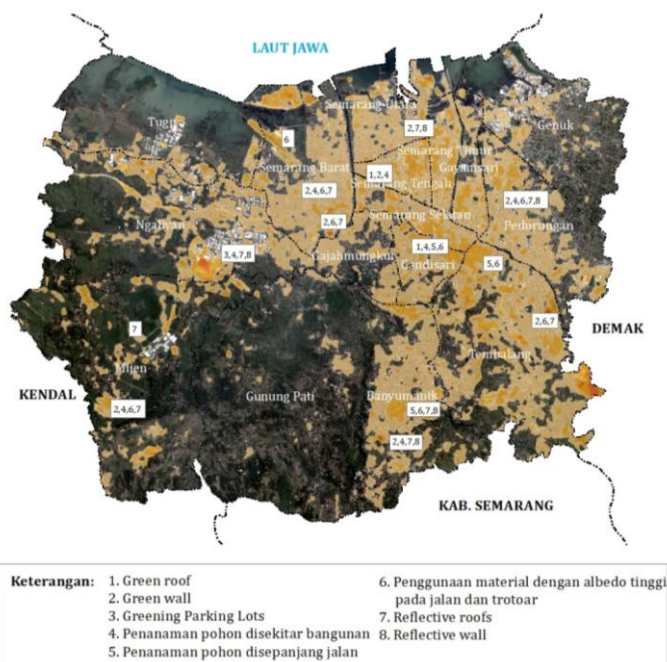 LAUT JAWA
Semarang Utara
Tugu
Genuk
2,7,8
6
Semarang Timur
Semarang Barat
Gayamsari
1,2,4
Semarang Tengah
2,4,6,7
2,4,6,7,8
Semarang Selatan
2,6,7
Ngaliyan
Pedurungan
1,4,5,6
3,4,7,8
Gajahmungkur
Candisari
5,6
2,6,7
7
DEMAK
Tembalang
Mijen
KENDAL
Gunung Pati
Banyumanik
2,4,6,7
5,6,7,8
2,4,7,8
KAB. SEMARANG
Keterangan:
1. Green roof
2. Green wall
3. Greening Parking Lots
4. Penanaman pohon disekitar bangunan
5. Penanaman pohon disepanjang jalan
6. Penggunaan material dengan albedo tinggi
pada jalan dan trotoar
7. Reflective roofs
8. Reflective wall